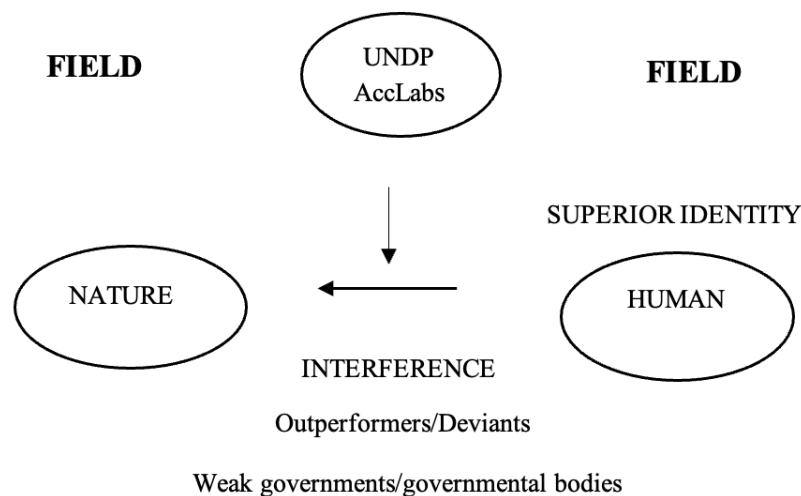 FIELD
UNDP
AccLabs
FIELD
SUPERIOR IDENTITY
NATURE
HUMAN
INTERFERENCE
Outperformers/Deviants
Weak governments/governmental bodies